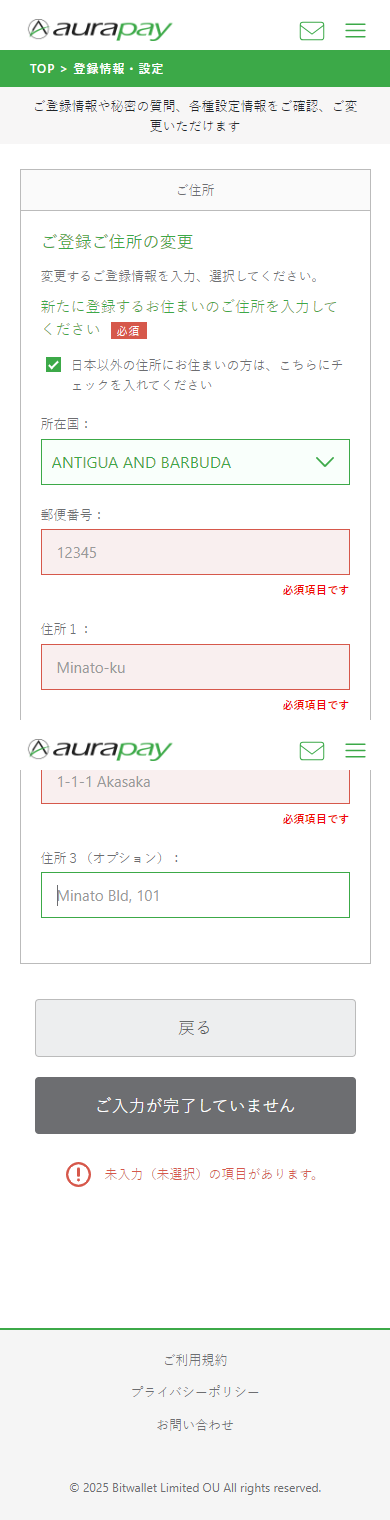 aurapay
TOP > 登録情報・設定
ご登録情報や秘密の質問、各種設定情報をご確認、ご変
更いただけます
ご住所
ご登録ご住所の変更
変更するご登録情報を入力、選択してください。
新たに登録するお住まいのご住所を入力して
ください 必須
日本以外の住所にお住まいの方は、こちらにチ
ェックを入れてください
所在国：
ANTIGUA AND BARBUDA
郵便番号：
12345
必須項目です
住所１：
Minato-ku
必須項目です
aurapay
1-1-1 Akasaka
必須項目です
住所３（オプション）：
Minato Bld, 101
戻る
ご入力が完了していません
未入力（未選択）の項目があります。
ご利用規約
プライバシーポリシー
お問い合わせ
© 2025 Bitwallet Limited OU All rights reserved.